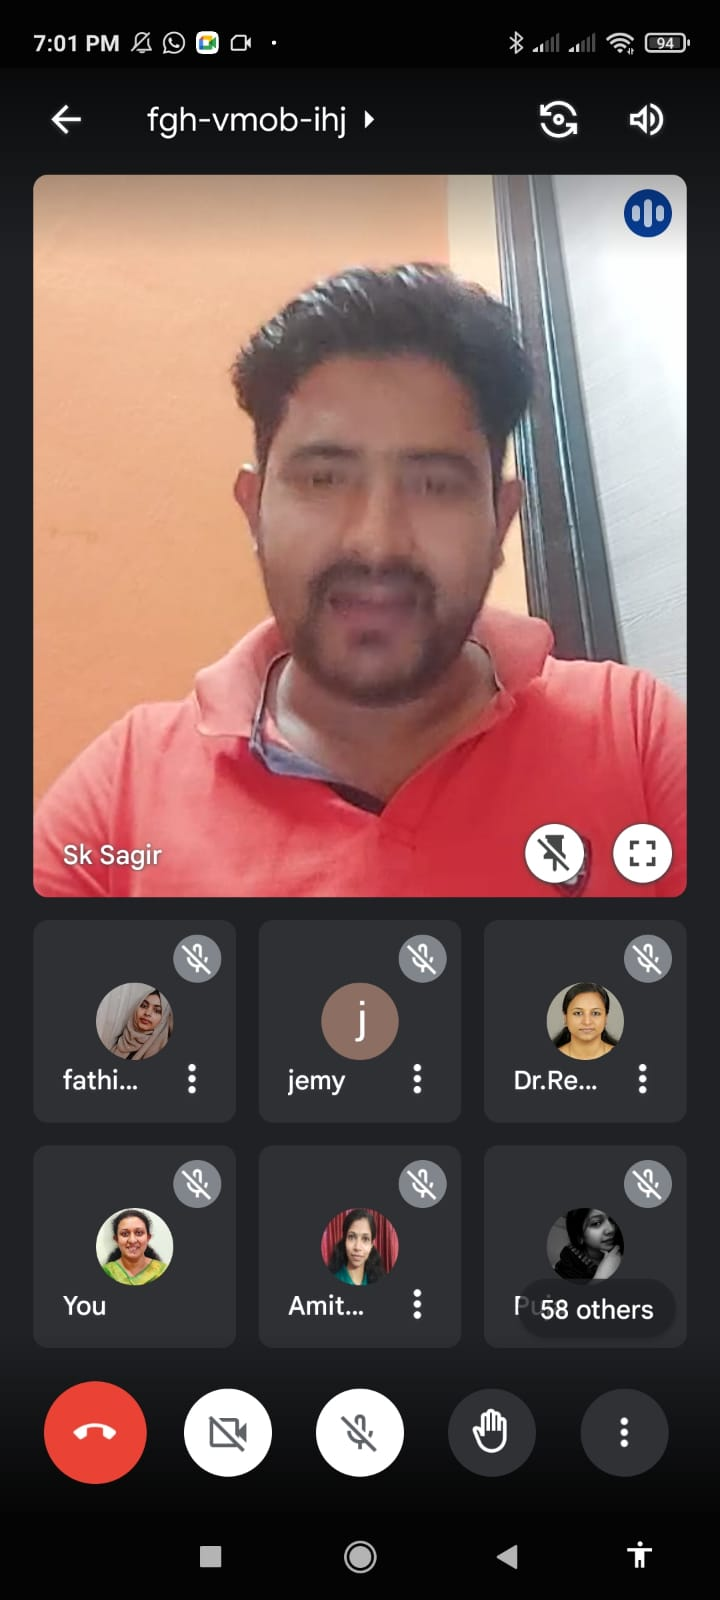 7:01 PM
94
fgh-vmob-ihj
Sk Sagir
fathi...
j
jemy
Dr.Re...
You
Amit...
58 others